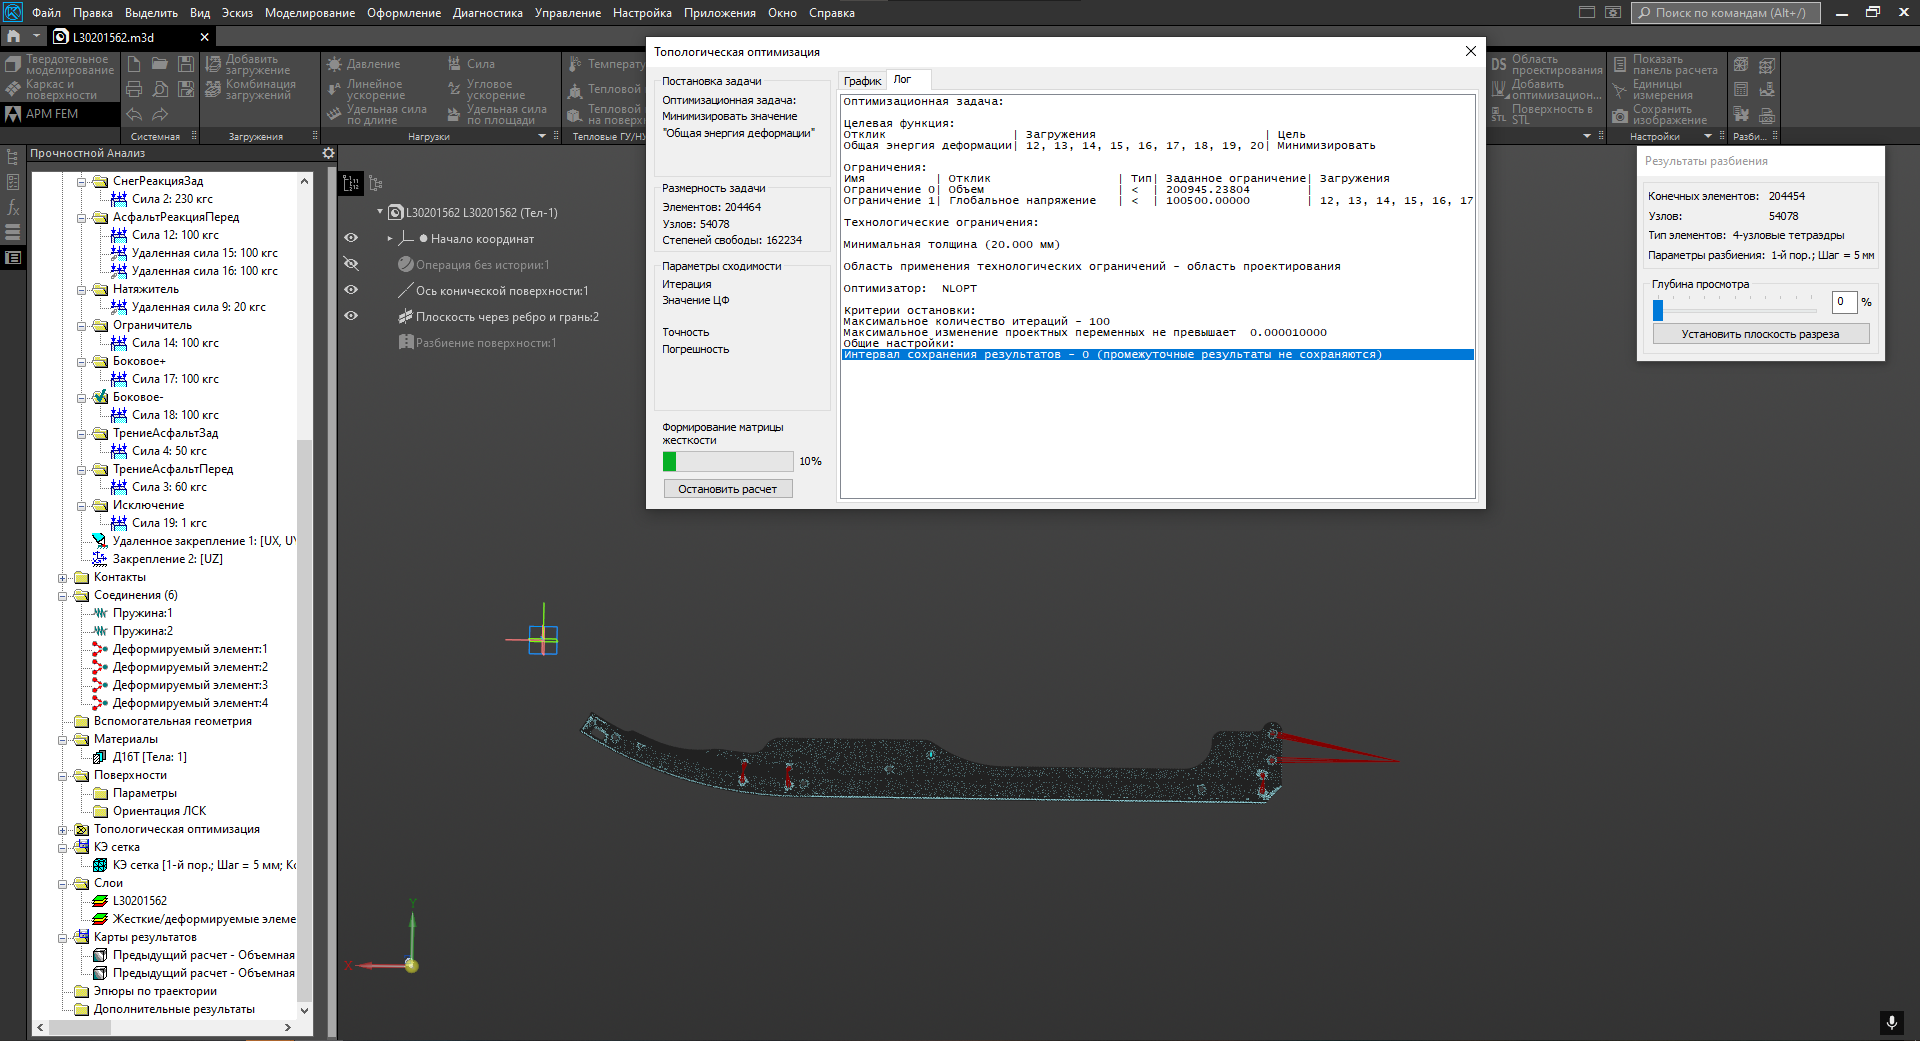 Файл Правка Выделить Вид Эскиз Моделирование Оформление Диагностика Управление Настройка Приложения Окно Справка
Поиск по командам (Alt+/)
L30201562.m3d
Твердотельное моделирование
Каркас и поверхности
APM FEM
Системная
Добавить загружение
Комбинация загружений
Загружения
Давление
Линейное ускорение
Удельная сила по длине
Сила
Угловое ускорение
Удельная сила по площади
Нагрузки
Температу
Тепловой
Тепловой на поверх
Тепловые ГУ/НУ
Область проектирования
Добавить оптимизацион...
Поверхность в STL
Показать панель расчета
Единицы измерения
Сохранить изображение
Настройки
Разби...
Прочностной Анализ
СнегРеакцияЗад
Сила 2: 230 кгс
АсфальтРеакцияПеред
Сила 12: 100 кгс
Удаленная сила 15: 100 кгс
Удаленная сила 16: 100 кгс
Натяжитель
Удаленная сила 9: 20 кгс
Ограничитель
Сила 14: 100 кгс
Боковое+
Сила 17: 100 кгс
Боковое-
Сила 18: 100 кгс
ТрениеАсфальтЗад
Сила 4: 50 кгс
ТрениеАсфальтПеред
Сила 3: 60 кгс
Исключение
Сила 19: 1 кгс
Удаленное закрепление 1: [UX, UY
Закрепление 2: [UZ]
Контакты
Соединения (6)
Пружина:1
Пружина:2
Деформируемый элемент:1
Деформируемый элемент:2
Деформируемый элемент:3
Деформируемый элемент:4
Вспомогательная геометрия
Материалы
Д16Т [Тела: 1]
Поверхности
Параметры
Ориентация ЛСК
Топологическая оптимизация
КЭ сетка
КЭ сетка [1-й пор.; Шаг = 5 мм; Кс
Слои
L30201562
Жесткие/деформируемые элеме
Карты результатов
Предыдущий расчет - Объемная
Предыдущий расчет - Объемная
Эпюры по траектории
Дополнительные результаты
L30201562 L30201562 (Тел-1)
Начало координат
Операция без истории:1
Ось конической поверхности:1
Плоскость через ребро и грань:2
Разбиение поверхности:1
Топологическая оптимизация
Постановка задачи
Оптимизационная задача:
Минимизировать значение
"Общая энергия деформации"
Размерность задачи
Элементов: 204464
Узлов: 54078
Степеней свободы: 162234
Параметры сходимости
Итерация
Значение ЦФ
Точность
Погрешность
Формирование матрицы жесткости
10%
Остановить расчет
График Лог
Оптимизационная задача:
Целевая функция:
Отклик | Загружения | Цель
Общая энергия деформации| 12, 13, 14, 15, 16, 17, 18, 19, 20| Минимизировать
Ограничения:
Имя | Отклик | Тип| Заданное ограничение| Загружения
Ограничение 0| Объем | < | 200945.23804 |
Ограничение 1| Глобальное напряжение | < | 100500.00000 | 12, 13, 14, 15, 16, 17
Технологические ограничения:
Минимальная толщина (20.000 мм)
Область применения технологических ограничений - область проектирования
Оптимизатор: NLOPT
Критерии остановки:
Максимальное количество итераций - 100
Максимальное изменение проектных переменных не превышает 0.000010000
Общие настройки:
Интервал сохранения результатов - 0 (промежуточные результаты не сохраняются)
Результаты разбиения
Конечных элементов: 204454
Узлов: 54078
Тип элементов: 4-узловые тетраэдры
Параметры разбиения: 1-й пор.; Шаг = 5 мм
Глубина просмотра
0 %
Установить плоскость разреза
Y
X